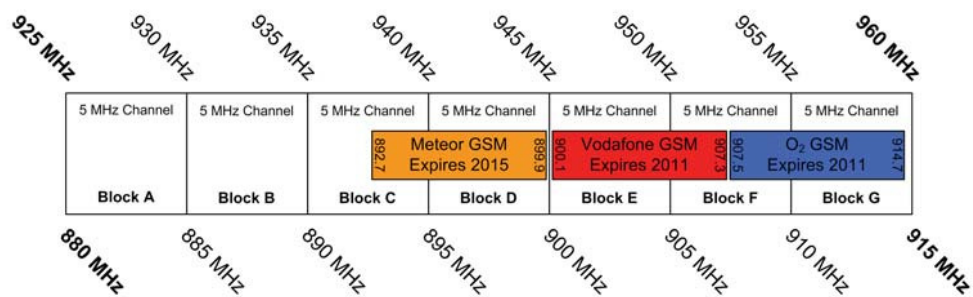 925 MHz
930 MHz
935 MHz
940 MHz
945 MHz
950 MHz
955 MHz
960 MHz
5 MHz Channel
5 MHz Channel
5 MHz Channel
5 MHz Channel
5 MHz Channel
5 MHz Channel
5 MHz Channel
892.7
Meteor GSM
Expires 2015
899.9
900.1
Vodafone GSM
Expires 2011
907.3
907.5
O₂ GSM
Expires 2011
914.7
Block A
Block B
Block C
Block D
Block E
Block F
Block G
880 MHz
885 MHz
890 MHz
895 MHz
900 MHz
905 MHz
910 MHz
915 MHz